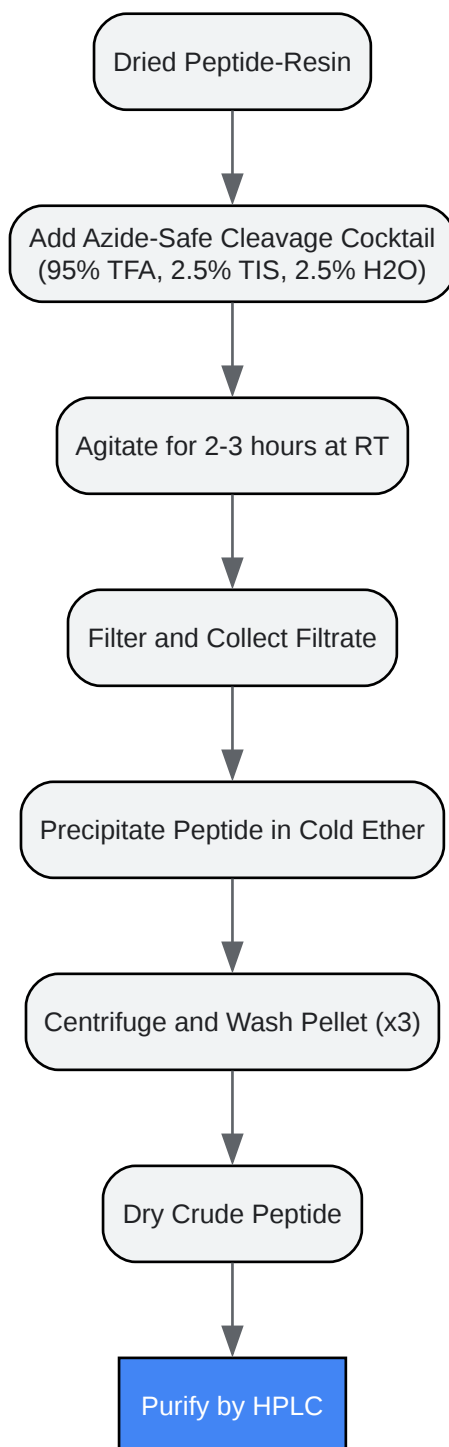 Dried Peptide-Resin
Add Azide-Safe Cleavage Cocktail
(95% TFA, 2.5% TIS, 2.5% H2O)
Agitate for 2-3 hours at RT
Filter and Collect Filtrate
Precipitate Peptide in Cold Ether
Centrifuge and Wash Pellet (x3)
Dry Crude Peptide
Purify by HPLC